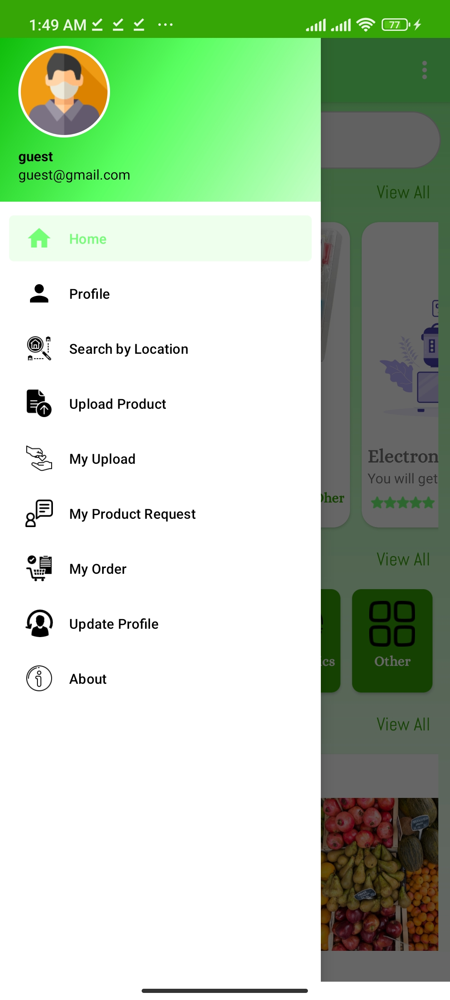 1:49 AM
77
guest
guest@gmail.com
Home
Profile
Search by Location
Upload Product
My Upload
My Product Request
My Order
Update Profile
About
View All
Electron
You will get
Oher
View All
ics
Other
View All